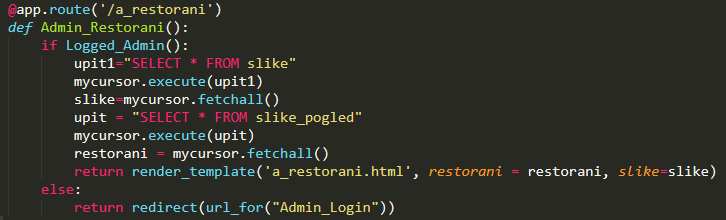 @app.route('/a_restorani')
def Admin_Restorani():
    if Logged_Admin():
        upit1="SELECT * FROM slike"
        mycursor.execute(upit1)
        slike=mycursor.fetchall()
        upit = "SELECT * FROM slike_pogled"
        mycursor.execute(upit)
        restorani = mycursor.fetchall()
        return render_template('a_restorani.html', restorani = restorani, slike=slike)
    else:
        return redirect(url_for("Admin_Login"))